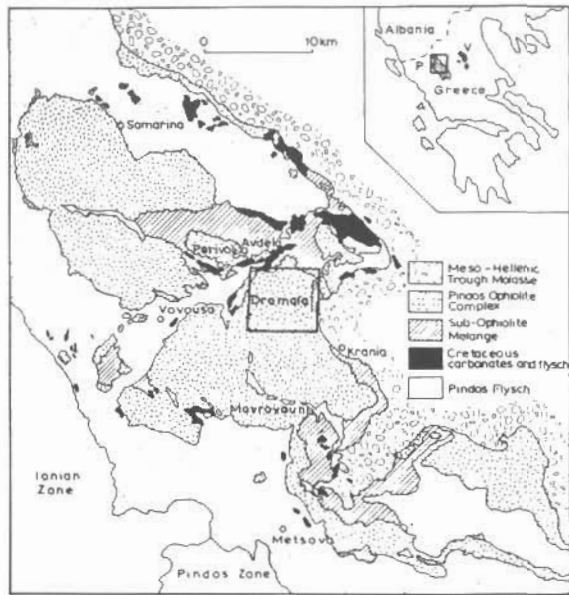 0 10km
Albania
V
P
Greece
Samarina
Avdela
Perivoli
Dramala
Vovousa
Krania
Mavrovouni
Ionian
Zone
Metsovo
Pindos Zone
Meso-Hellenic
Trough Molasse
Pindos Ophiolite
Complex
Sub-Ophiolite
Melange
Cretaceous
carbonates and flysch
Pindos Flysch